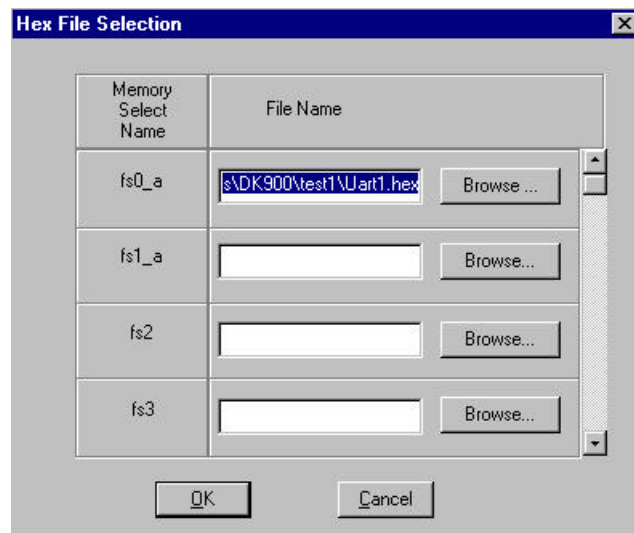 Hex File Selection
Memory
Select
Name
File Name
fs0_a
s\DK900\test1\Uart1.hex
Browse ...
fs1_a
Browse...
fs2
Browse...
fs3
Browse...
OK
Cancel